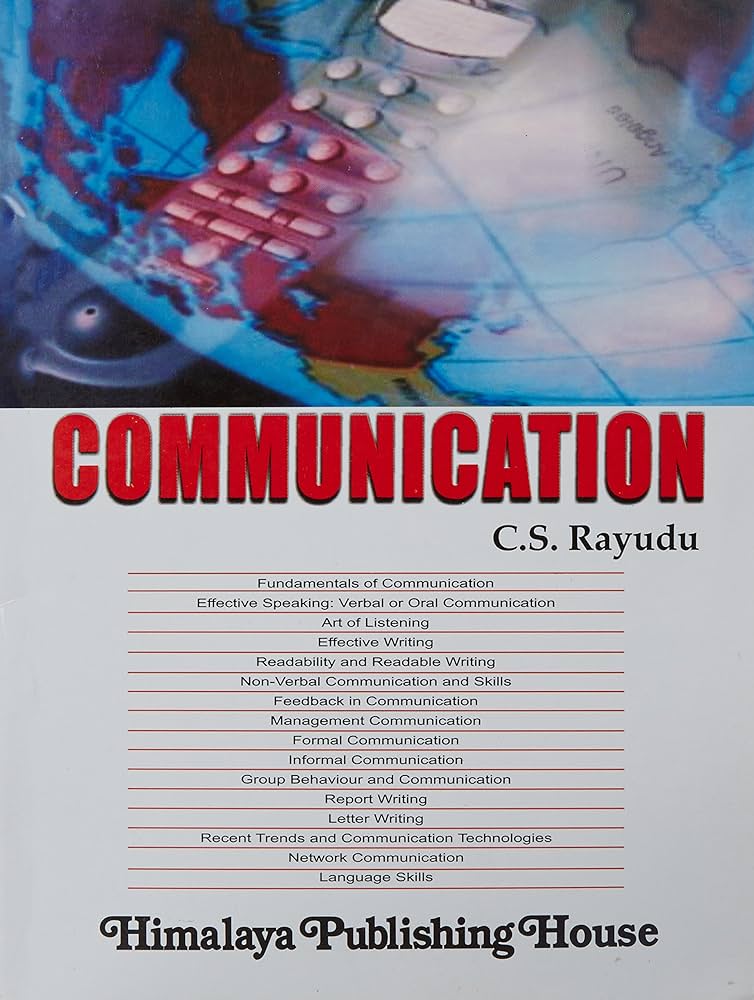 COMMUNICATION
C.S. Rayudu
Fundamentals of Communication
Effective Speaking: Verbal or Oral Communication
Art of Listening
Effective Writing
Readability and Readable Writing
Non-Verbal Communication and Skills
Feedback in Communication
Management Communication
Formal Communication
Informal Communication
Group Behaviour and Communication
Report Writing
Letter Writing
Recent Trends and Communication Technologies
Network Communication
Language Skills
Himalaya Publishing House